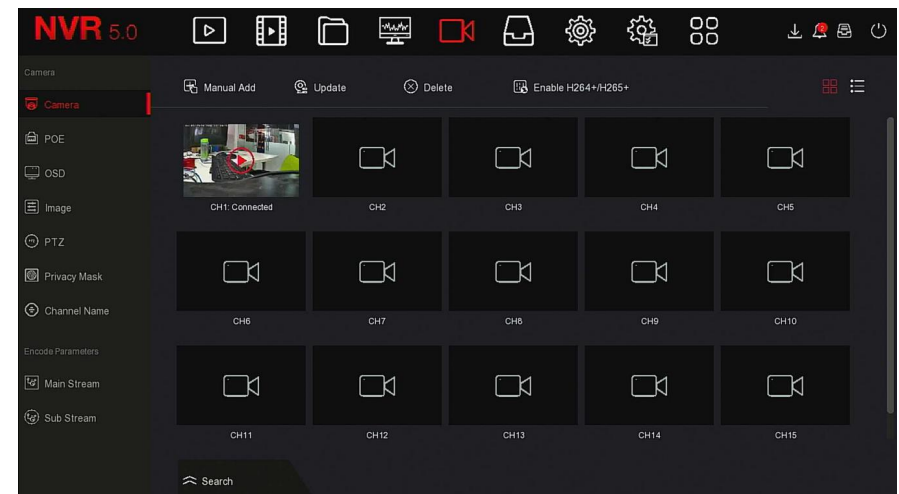 NVR 5.0
Camera
Camera
POE
OSD
Image
PTZ
Privacy Mask
Channel Name
Encode Parameters
Main Stream
Sub Stream
Manual Add Update Delete Enable H264+/H265+
CH1: Connected CH2 CH3 CH4 CH5
CH6 CH7 CH8 CH9 CH10
CH11 CH12 CH13 CH14 CH15
Search